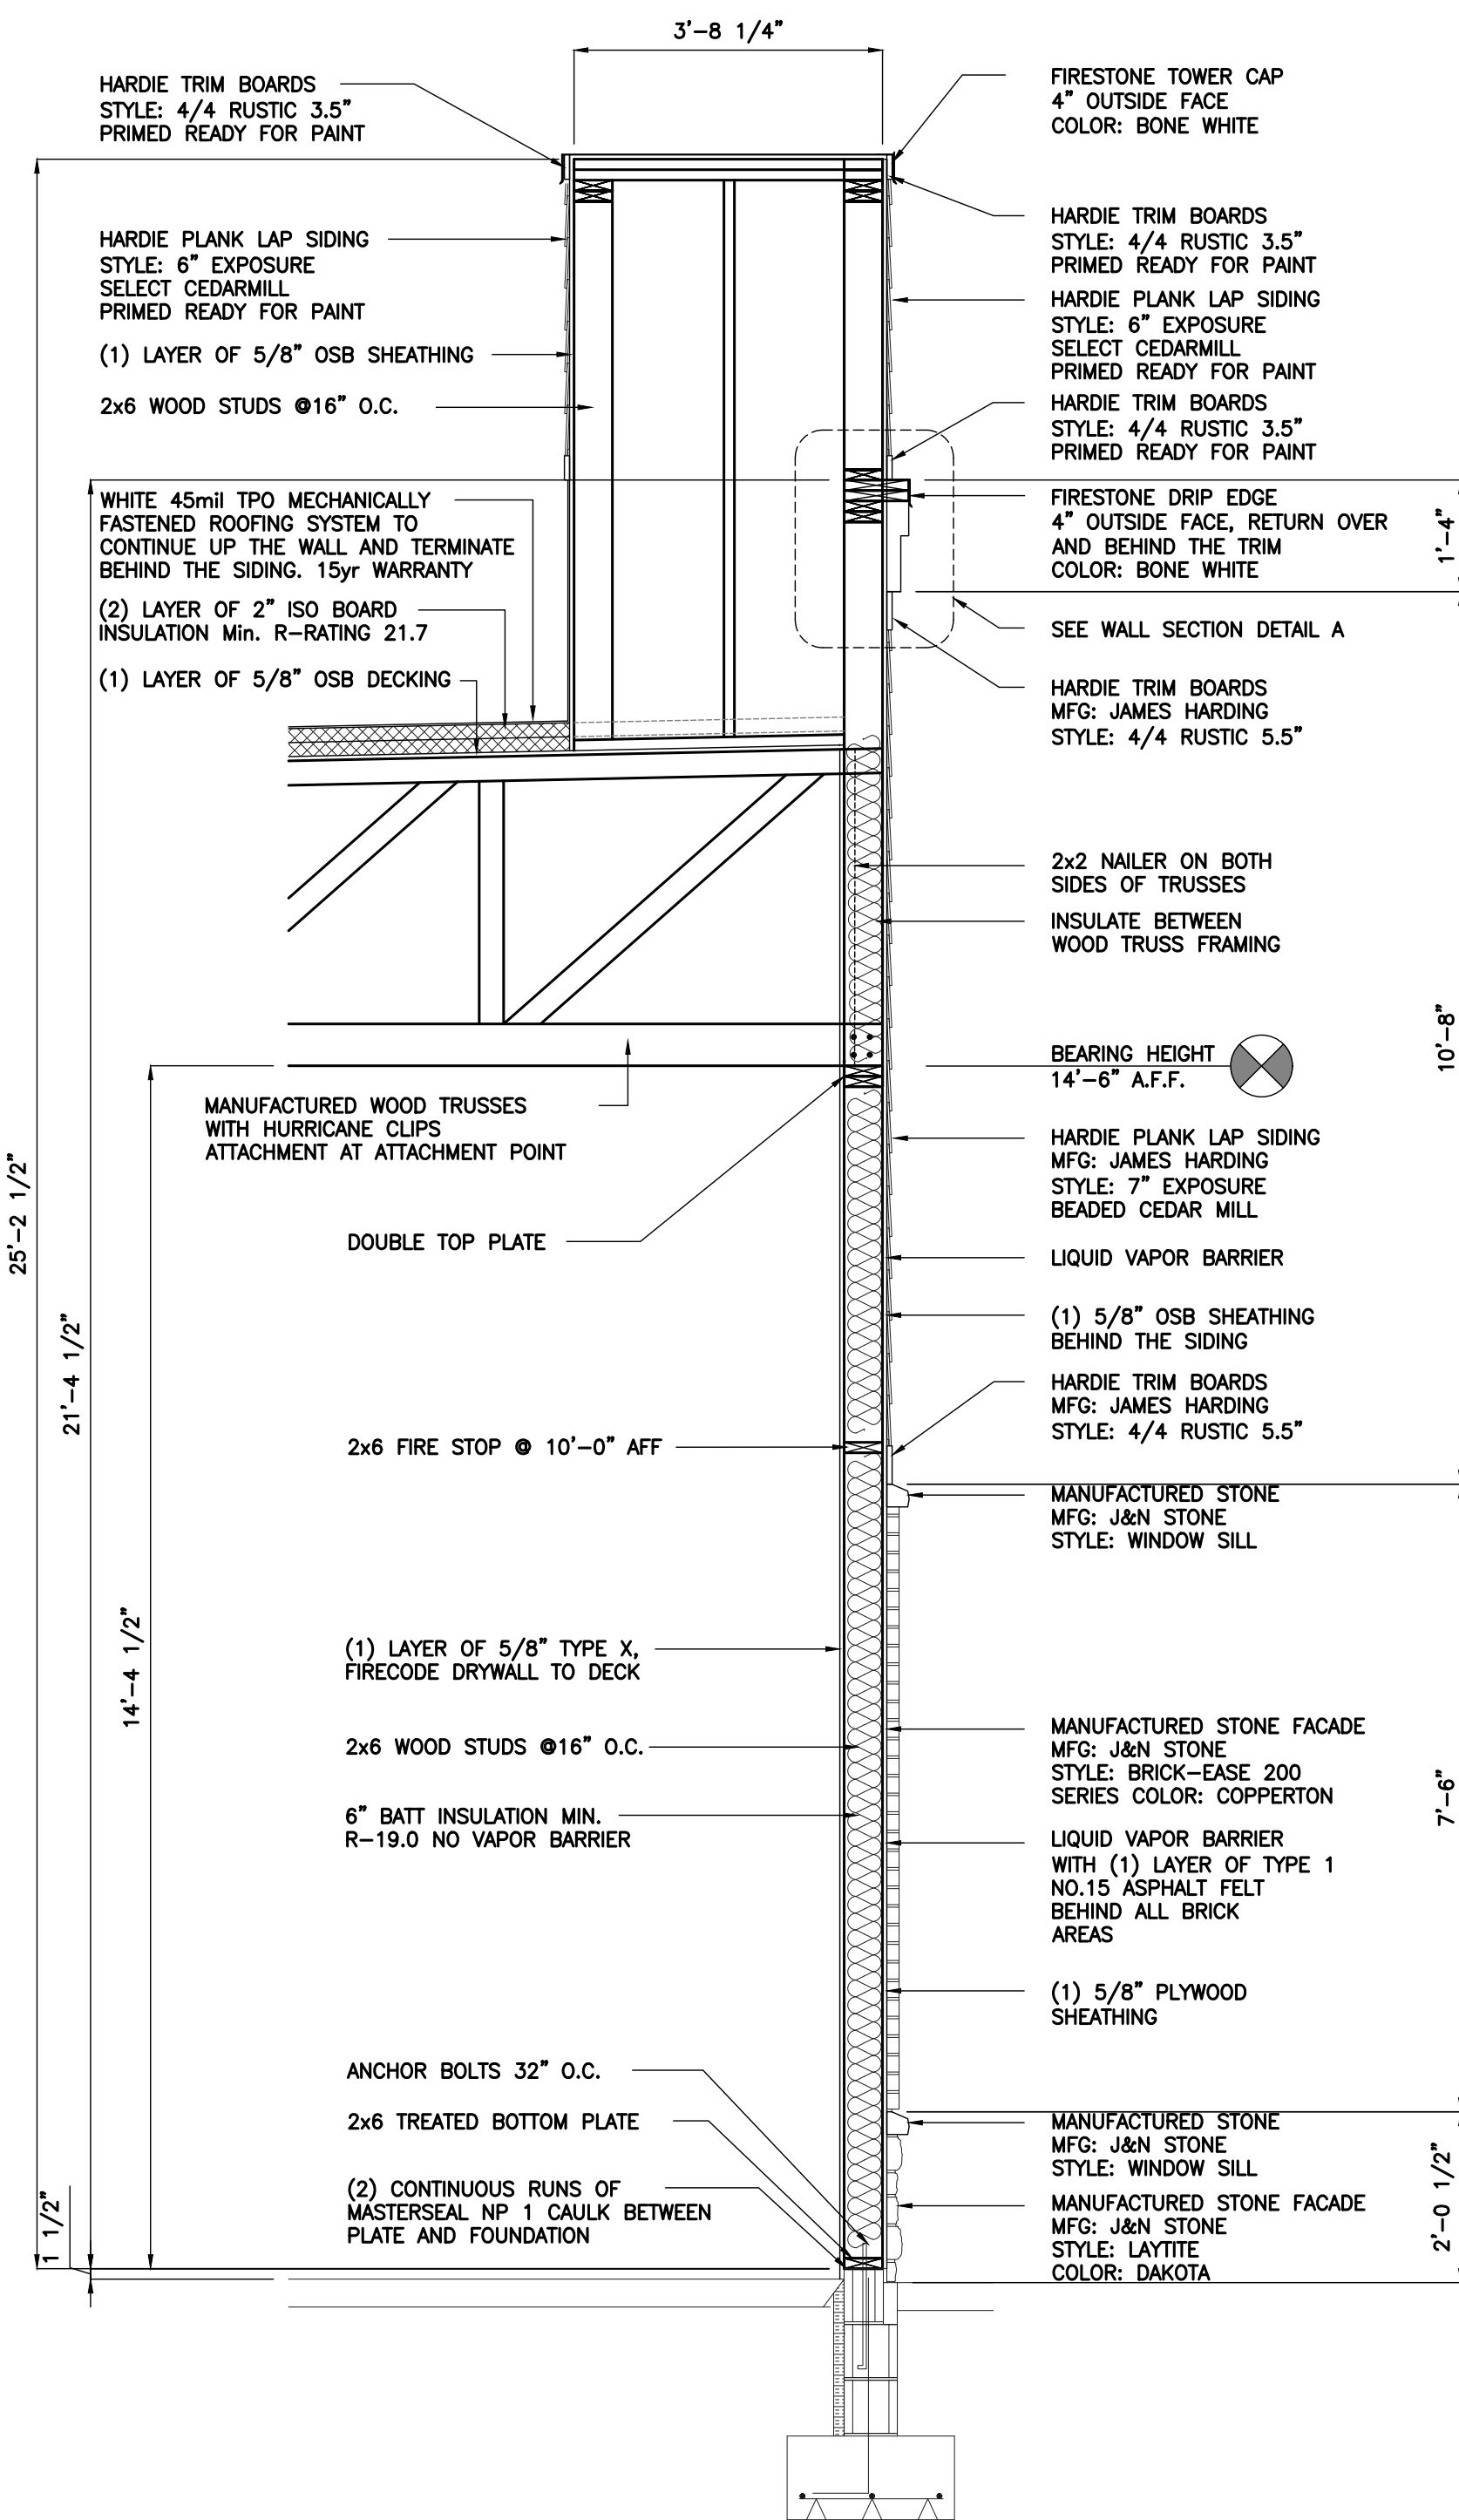 3'-8 1/4"
HARDIE TRIM BOARDS
STYLE: 4/4 RUSTIC 3.5"
PRIMED READY FOR PAINT
HARDIE PLANK LAP SIDING
STYLE: 6" EXPOSURE
SELECT CEDARMILL
PRIMED READY FOR PAINT
(1) LAYER OF 5/8" OSB SHEATHING
2x6 WOOD STUDS @16" O.C.
WHITE 45mil TPO MECHANICALLY
FASTENED ROOFING SYSTEM TO
CONTINUE UP THE WALL AND TERMINATE
BEHIND THE SIDING. 15yr WARRANTY
(2) LAYER OF 2" ISO BOARD
INSULATION Min. R-RATING 21.7
(1) LAYER OF 5/8" OSB DECKING
MANUFACTURED WOOD TRUSSES
WITH HURRICANE CLIPS
ATTACHMENT AT ATTACHMENT POINT
DOUBLE TOP PLATE
2x6 FIRE STOP @ 10'-0" AFF
(1) LAYER OF 5/8" TYPE X,
FIRECODE DRYWALL TO DECK
2x6 WOOD STUDS @16" O.C.
6" BATT INSULATION MIN.
R-19.0 NO VAPOR BARRIER
ANCHOR BOLTS 32" O.C.
2x6 TREATED BOTTOM PLATE
(2) CONTINUOUS RUNS OF
MASTERSEAL NP 1 CAULK BETWEEN
PLATE AND FOUNDATION
25'-2 1/2"
21'-4 1/2"
14'-4 1/2"
1 1/2"
FIRESTONE TOWER CAP
4" OUTSIDE FACE
COLOR: BONE WHITE
HARDIE TRIM BOARDS
STYLE: 4/4 RUSTIC 3.5"
PRIMED READY FOR PAINT
HARDIE PLANK LAP SIDING
STYLE: 6" EXPOSURE
SELECT CEDARMILL
PRIMED READY FOR PAINT
HARDIE TRIM BOARDS
STYLE: 4/4 RUSTIC 3.5"
PRIMED READY FOR PAINT
FIRESTONE DRIP EDGE
4" OUTSIDE FACE, RETURN OVER
AND BEHIND THE TRIM
COLOR: BONE WHITE
SEE WALL SECTION DETAIL A
HARDIE TRIM BOARDS
MFG: JAMES HARDING
STYLE: 4/4 RUSTIC 5.5"
2x2 NAILER ON BOTH
SIDES OF TRUSSES
INSULATE BETWEEN
WOOD TRUSS FRAMING
BEARING HEIGHT
14'-6" A.F.F.
HARDIE PLANK LAP SIDING
MFG: JAMES HARDING
STYLE: 7" EXPOSURE
BEADED CEDAR MILL
LIQUID VAPOR BARRIER
(1) 5/8" OSB SHEATHING
BEHIND THE SIDING
HARDIE TRIM BOARDS
MFG: JAMES HARDING
STYLE: 4/4 RUSTIC 5.5"
MANUFACTURED STONE
MFG: J&N STONE
STYLE: WINDOW SILL
MANUFACTURED STONE FACADE
MFG: J&N STONE
STYLE: BRICK-EASE 200
SERIES COLOR: COPPERTON
LIQUID VAPOR BARRIER
WITH (1) LAYER OF TYPE 1
NO.15 ASPHALT FELT
BEHIND ALL BRICK
AREAS
(1) 5/8" PLYWOOD
SHEATHING
MANUFACTURED STONE
MFG: J&N STONE
STYLE: WINDOW SILL
MANUFACTURED STONE FACADE
MFG: J&N STONE
STYLE: LAYTITE
COLOR: DAKOTA
1'-4"
10'-8"
7'-6"
2'-0 1/2"